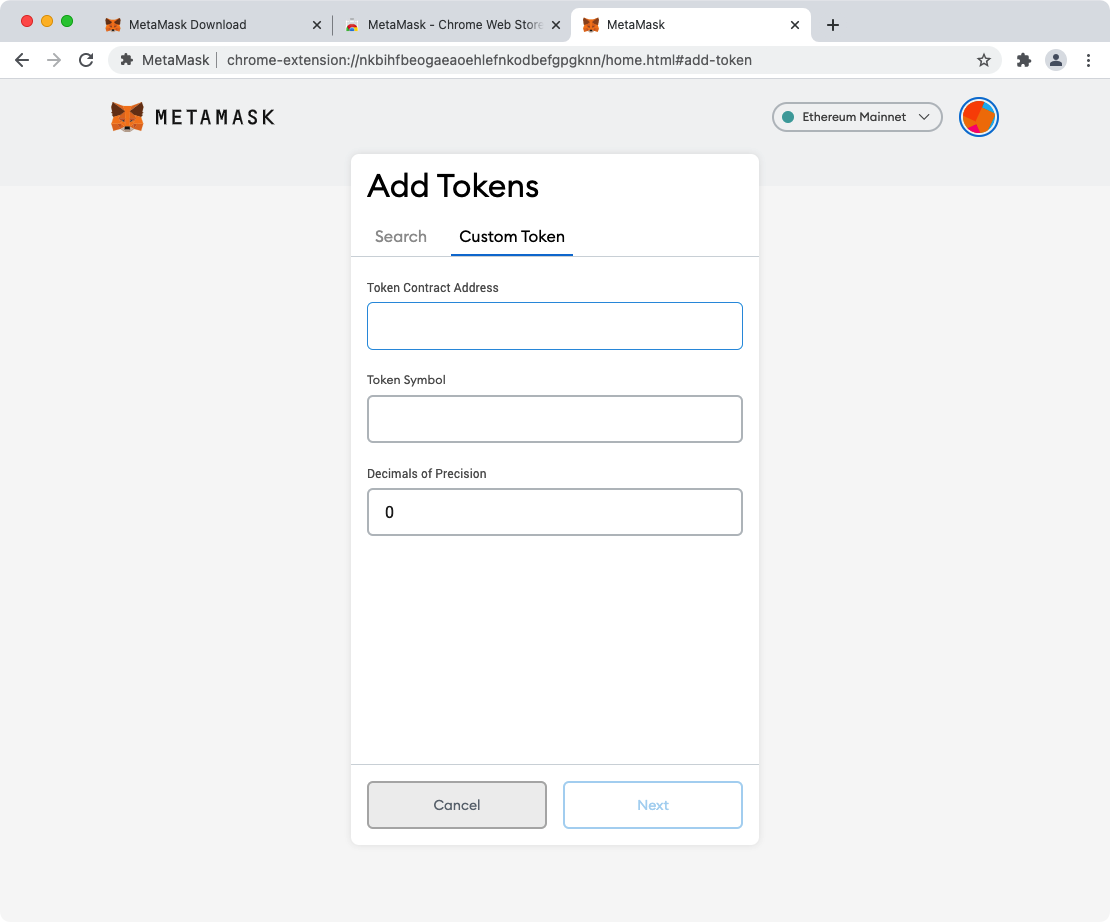 MetaMask Download
MetaMask - Chrome Web Store
MetaMask
MetaMask
chrome-extension://nkbihfbeogaeaoehlefnkodbefgpgknn/home.html#add-token
METAMASK
Ethereum Mainnet
Add Tokens
Search
Custom Token
Token Contract Address
Token Symbol
Decimals of Precision
0
Cancel
Next